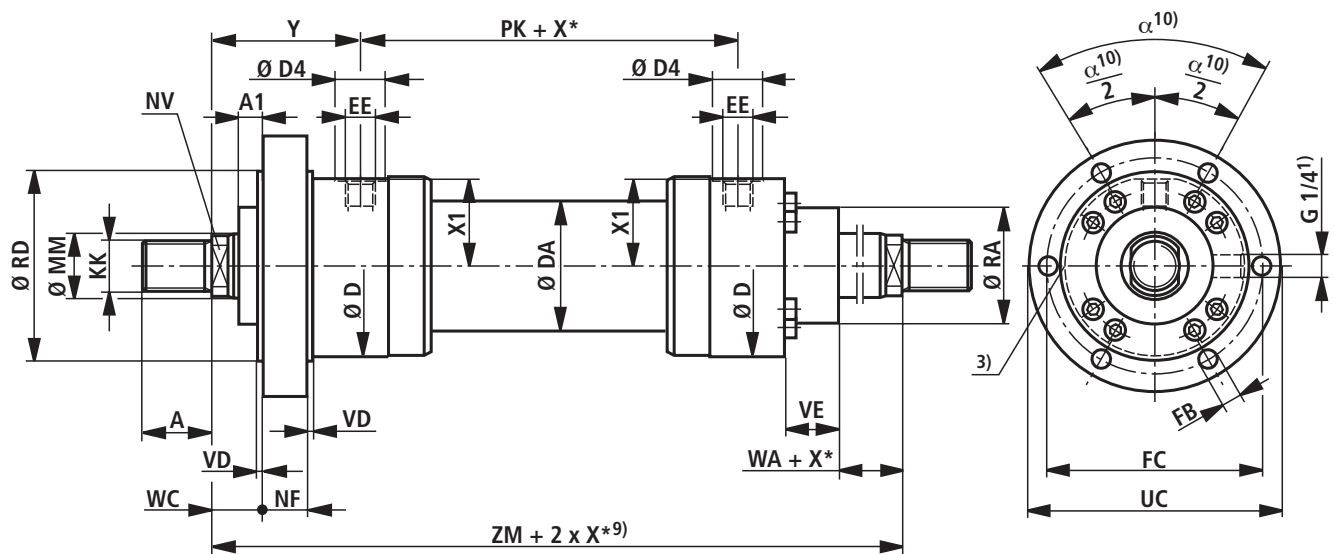 Y
PK + X*
α¹⁰⁾
Ø D4
Ø D4
α¹⁰⁾
2
α¹⁰⁾
2
NV
A1
EE
EE
G 1/4¹⁾
Ø RD
Ø MM
KK
X1
X1
Ø DA
Ø RA
Ø D
Ø D
3)
A
VD
VE
FB
VD
WA + X*
FC
WC
NF
UC
ZM + 2 x X*⁹⁾